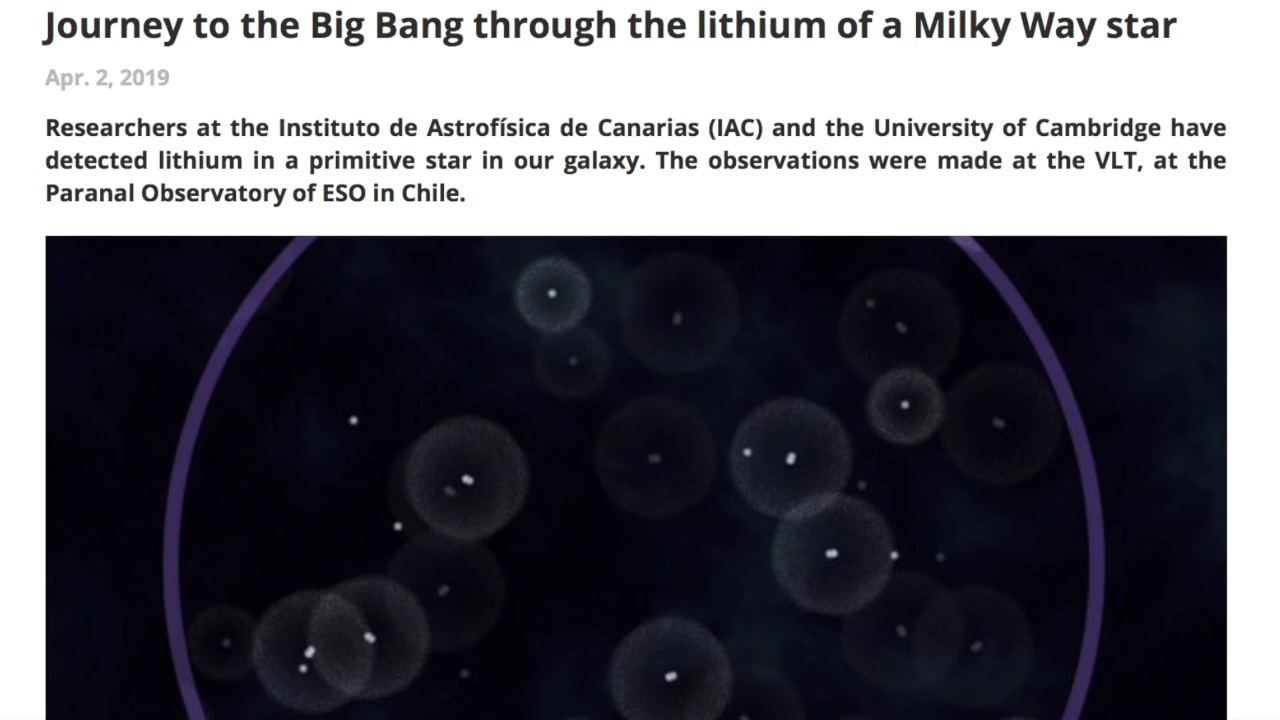 Journey to the Big Bang through the lithium of a Milky Way star
Apr. 2, 2019
Researchers at the Instituto de Astrofísica de Canarias (IAC) and the University of Cambridge have
detected lithium in a primitive star in our galaxy. The observations were made at the VLT, at the
Paranal Observatory of ESO in Chile.